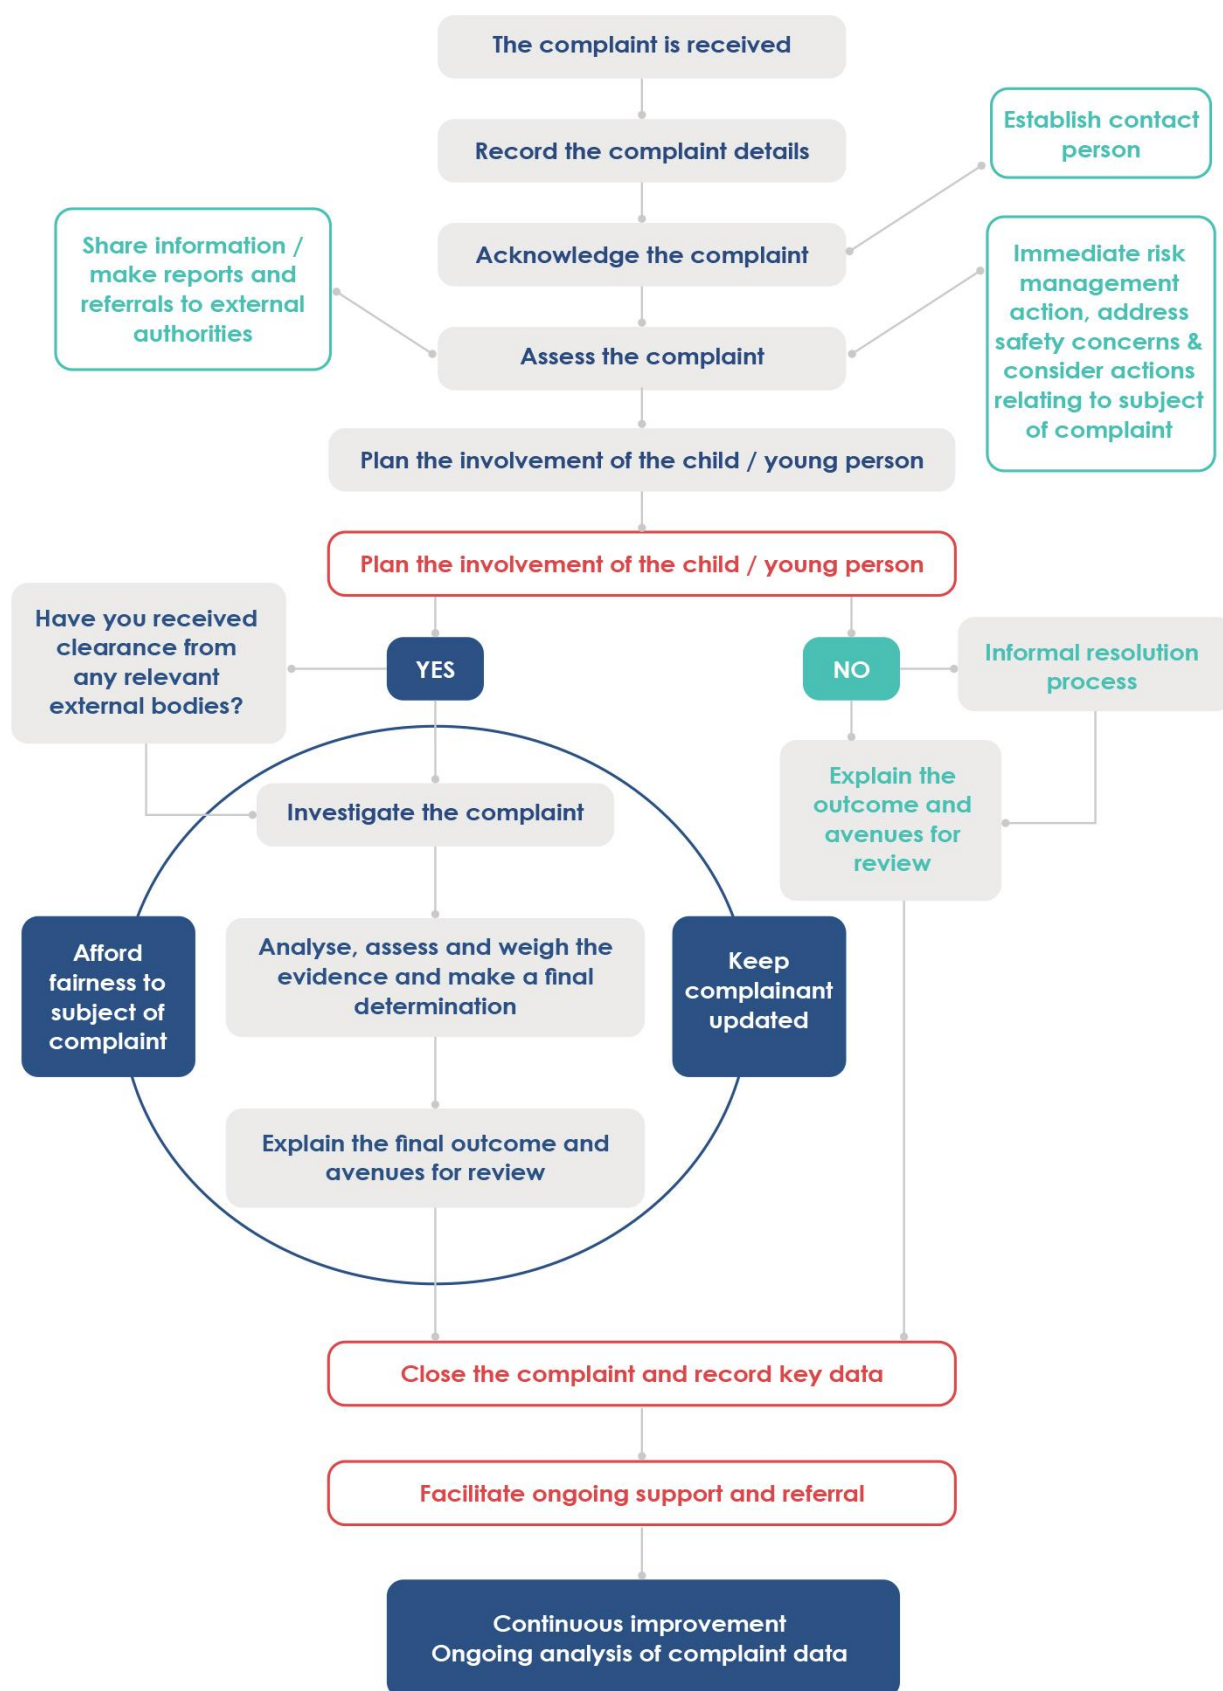 The complaint is received
Record the complaint details
Establish contact
person
Acknowledge the complaint
Share information /
make reports and
referrals to external
authorities
Immediate risk
management
action, address
safety concerns &
consider actions
relating to subject
of complaint
Assess the complaint
Plan the involvement of the child / young person
Plan the involvement of the child / young person
Have you received
clearance from
any relevant
external bodies?
YES
NO
Informal resolution
process
Explain the
outcome and
avenues for
review
Investigate the complaint
Afford
fairness to
subject of
complaint
Analyse, assess and weigh the
evidence and make a final
determination
Keep
complainant
updated
Explain the final outcome and
avenues for review
Close the complaint and record key data
Facilitate ongoing support and referral
Continuous improvement
Ongoing analysis of complaint data